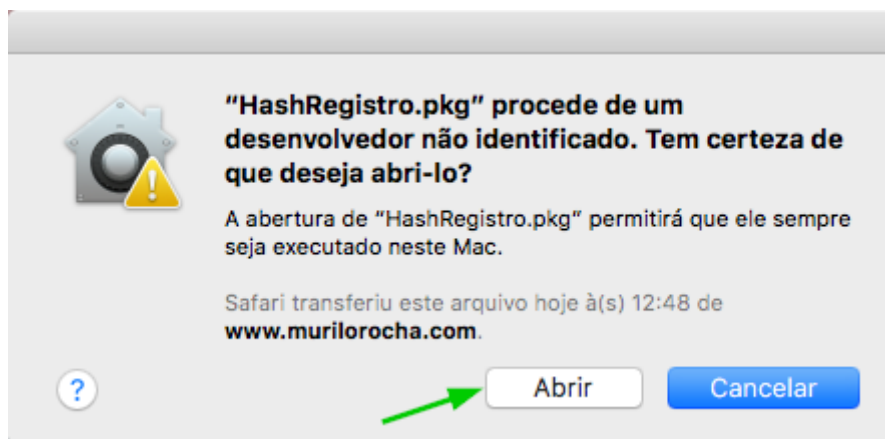 “HashRegistro.pkg” procede de um
desenvolvedor não identificado. Tem certeza de
que deseja abri-lo?
A abertura de “HashRegistro.pkg” permitirá que ele sempre
seja executado neste Mac.
Safari transferiu este arquivo hoje à(s) 12:48 de
www.murilorocha.com.
? Abrir Cancelar